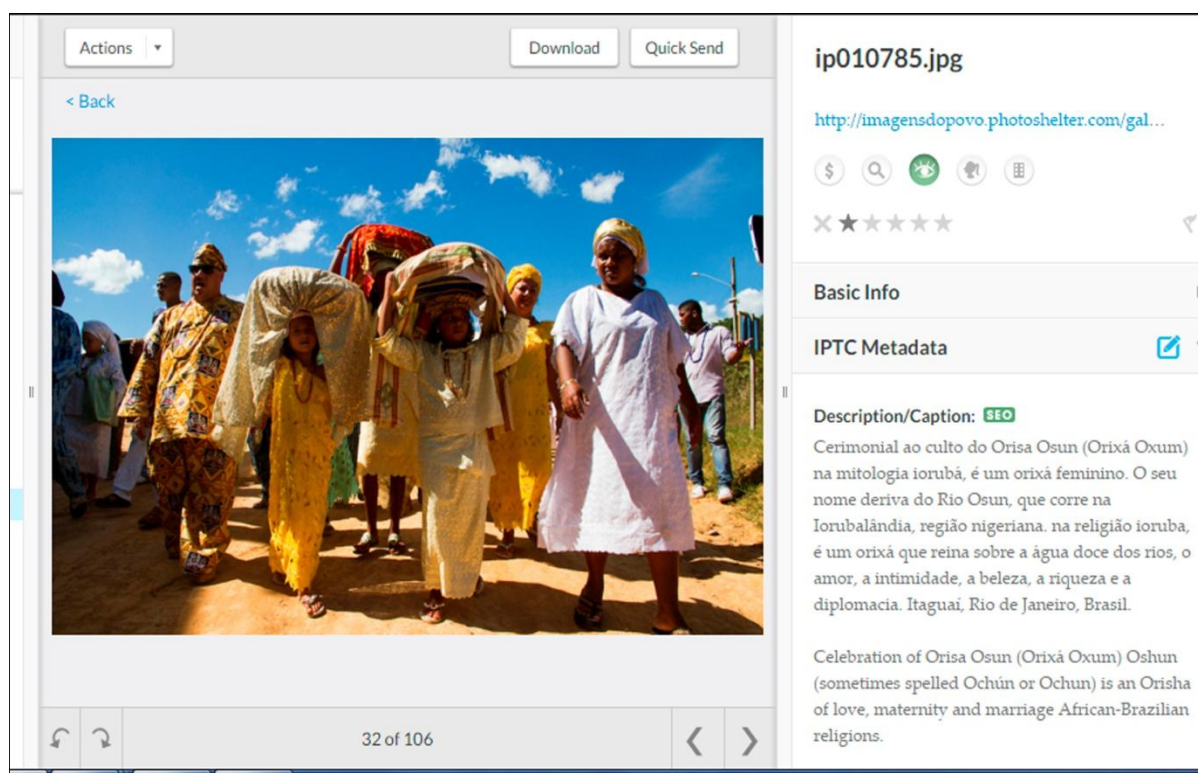 Actions
Download
Quick Send
< Back
32 of 106
ip010785.jpg
http://imagensdopovo.photoshelter.com/gal...
$
Basic Info
IPTC Metadata
Description/Caption: SEO
Cerimonial ao culto do Orisa Osun (Orixá Oxum)
na mitologia iorubá, é um orixá feminino. O seu
nome deriva do Rio Osun, que corre na
Iorubalândia, região nigeriana. na religião ioruba,
é um orixá que reina sobre a água doce dos rios, o
amor, a intimidade, a beleza, a riqueza e a
diplomacia. Itaguaí, Rio de Janeiro, Brasil.
Celebration of Orisa Osun (Orixá Oxum) Oshun
(sometimes spelled Ochún or Ochun) is an Orisha
of love, maternity and marriage African-Brazilian
religions.